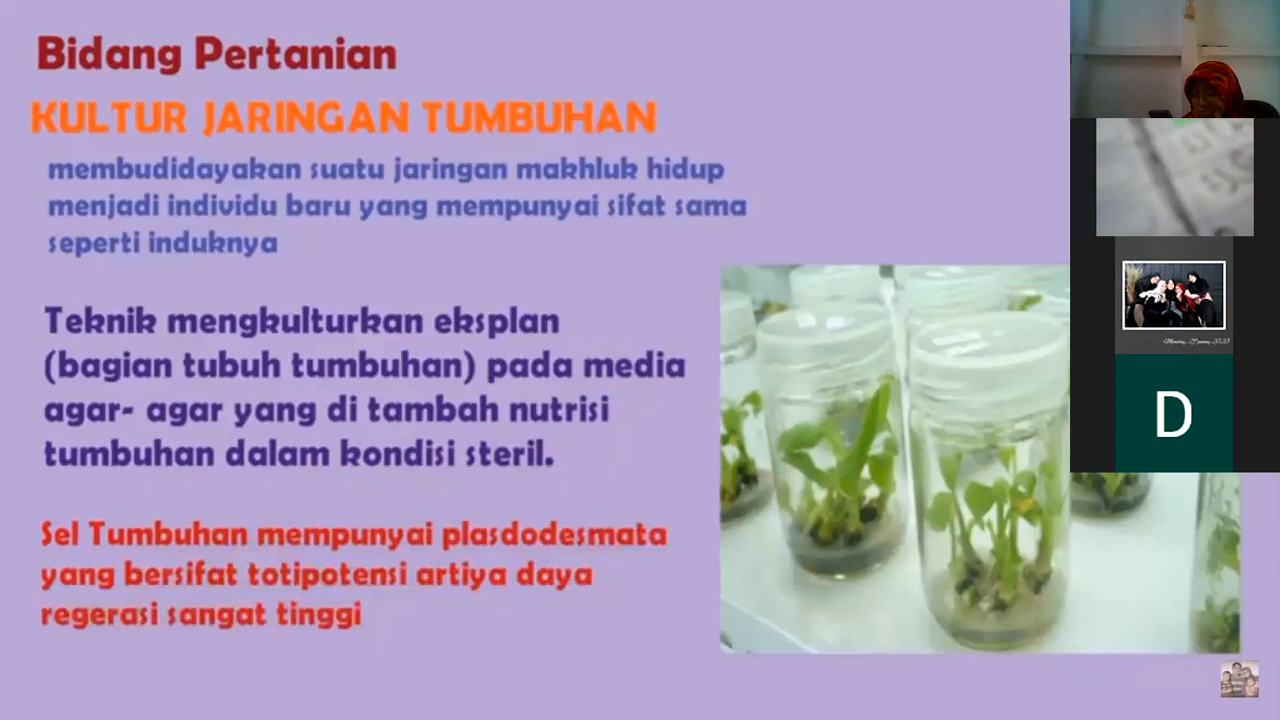 Bidang Pertanian
KULTUR JARINGAN TUMBUHAN
membudidayakan suatu jaringan makhluk hidup
menjadi individu baru yang mempunyai sifat sama
seperti induknya
Teknik mengkulturkan eksplan
(bagian tubuh tumbuhan) pada media
agar- agar yang di tambah nutrisi
tumbuhan dalam kondisi steril.
Sel Tumbuhan mempunyai plasdodesmata
yang bersifat totipotensi artiya daya
regerasi sangat tinggi
D